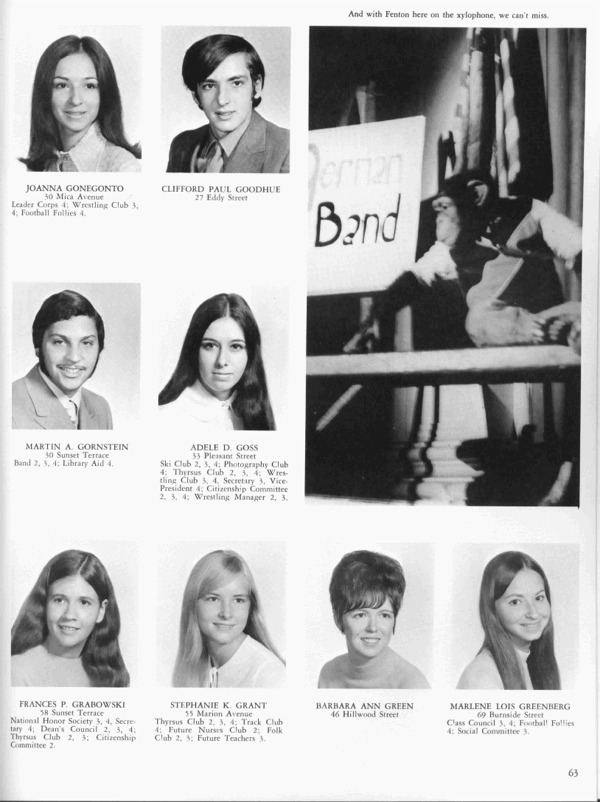 And with Fenton here on the xylophone, we can't miss.
German
Band
JOANNA GONEGONTO
30 Mica Avenue
Leader Corps 4; Wrestling Club 3,
4; Football Follies 4.
CLIFFORD PAUL GOODHUE
27 Eddy Street
MARTIN A. GORNSTEIN
30 Sunset Terrace
Band 2, 3, 4; Library Aid 4.
ADELE D. GOSS
33 Pleasant Street
Ski Club 2, 3, 4; Photography Club
4; Thyrsus Club 2, 3, 4; Wres-
tling Club 3, 4, Secretary 3, Vice-
President 4; Citizenship Committee
2, 3, 4; Wrestling Manager 2, 3.
FRANCES P. GRABOWSKI
58 Sunset Terrace
National Honor Society 3, 4, Secre-
tary 4; Dean's Council 2, 3, 4;
Thyrsus Club 2, 3; Citizenship
Committee 2.
STEPHANIE K. GRANT
55 Marion Avenue
Thyrsus Club 2, 3, 4; Track Club
4; Future Nurses Club 2; Folk
Club 2, 3; Future Teachers 3.
BARBARA ANN GREEN
46 Hillwood Street
MARLENE LOIS GREENBERG
69 Burnside Street
Class Council 3, 4; Football Follies
4; Social Committee 3.
63